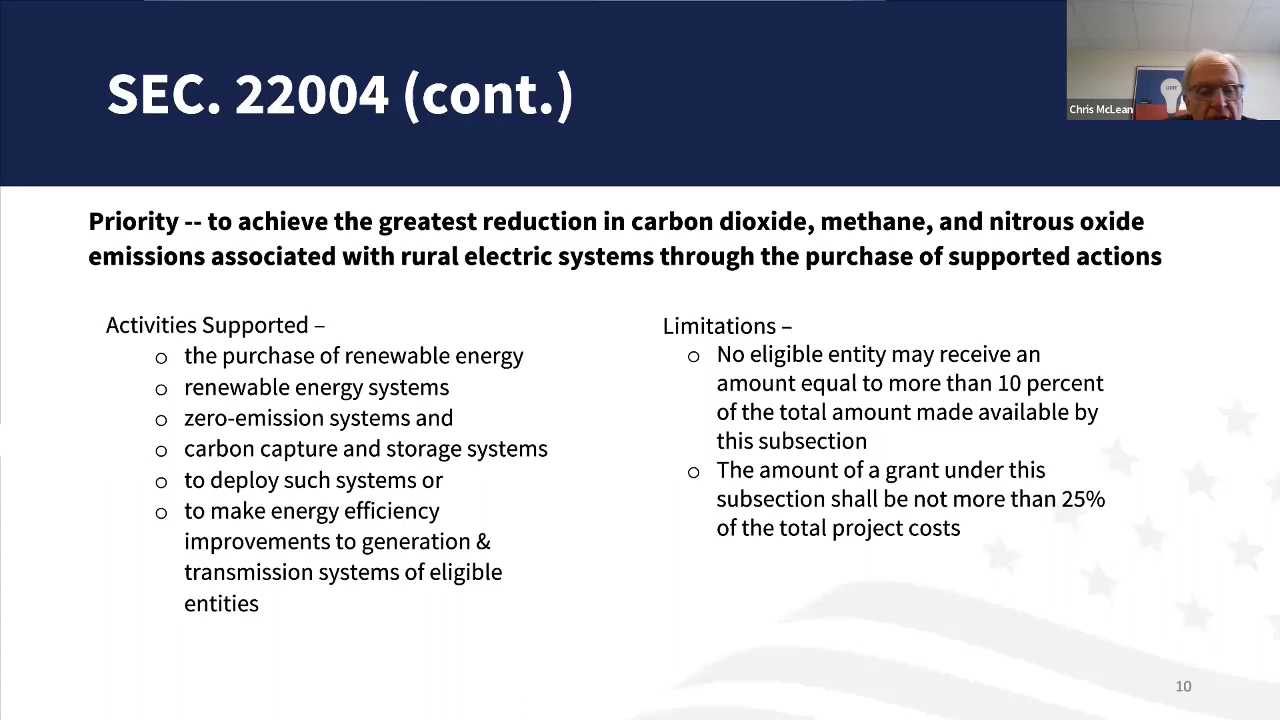 SEC. 22004 (cont.)
Chris McLean
Priority -- to achieve the greatest reduction in carbon dioxide, methane, and nitrous oxide
emissions associated with rural electric systems through the purchase of supported actions
Activities Supported –
o the purchase of renewable energy
o renewable energy systems
o zero-emission systems and
o carbon capture and storage systems
o to deploy such systems or
o to make energy efficiency
improvements to generation &
transmission systems of eligible
entities
Limitations –
o No eligible entity may receive an
amount equal to more than 10 percent
of the total amount made available by
this subsection
o The amount of a grant under this
subsection shall be not more than 25%
of the total project costs
10